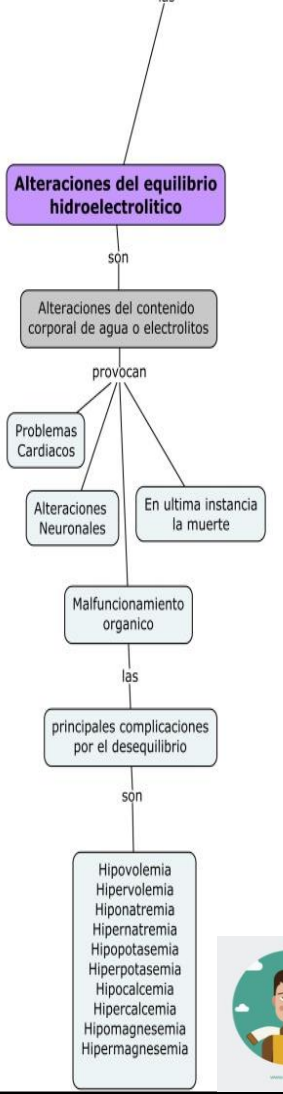 las
Alteraciones del equilibrio
hidroelectrolitico
son
Alteraciones del contenido
corporal de agua o electrolitos
provocan
Problemas
Cardiacos
Alteraciones
Neuronales
En ultima instancia
la muerte
Malfuncionamiento
organico
las
principales complicaciones
por el desequilibrio
son
Hipovolemia
Hipervolemia
Hiponatremia
Hipernatremia
Hipopotasemia
Hiperpotasemia
Hipocalcemia
Hipercalcemia
Hipomagnesemia
Hipermagnesemia